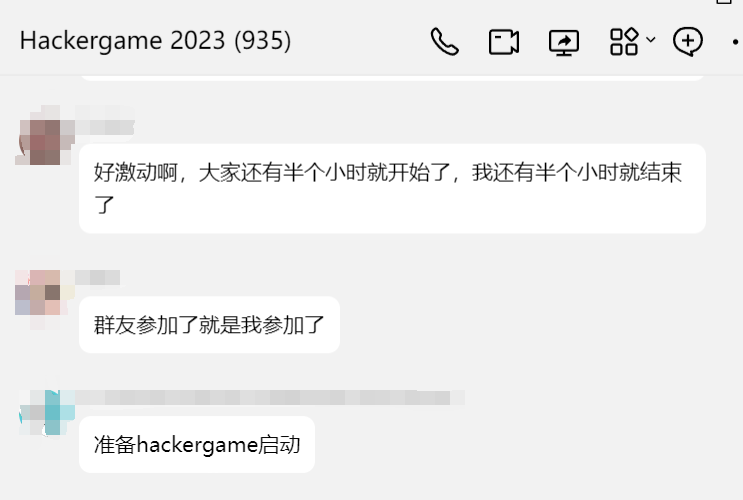 Hackergame 2023 (935)
好激动啊，大家还有半个小时就开始了，我还有半个小时就结束
了
群友参加了就是我参加了
准备hackergame启动